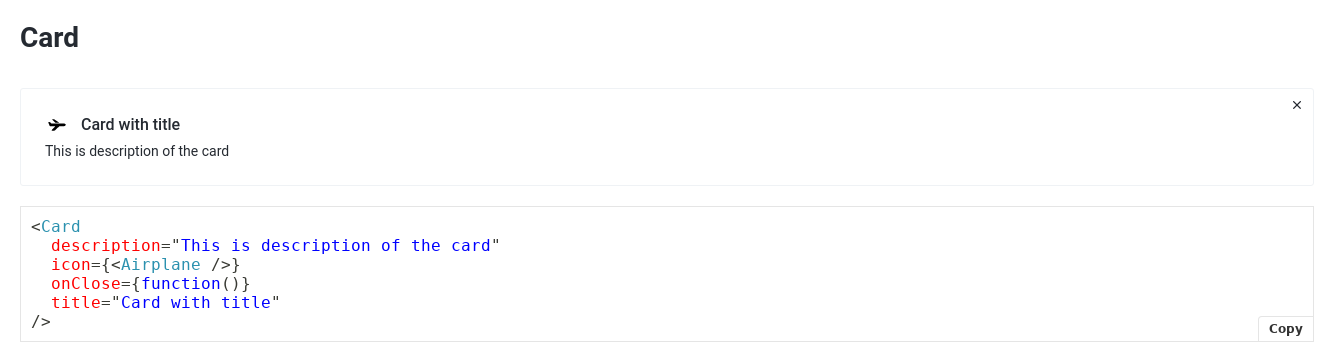 Card
Card with title
This is description of the card
<Card
  description="This is description of the card"
  icon={<Airplane />}
  onClose={function()}
  title="Card with title"
/>
Copy